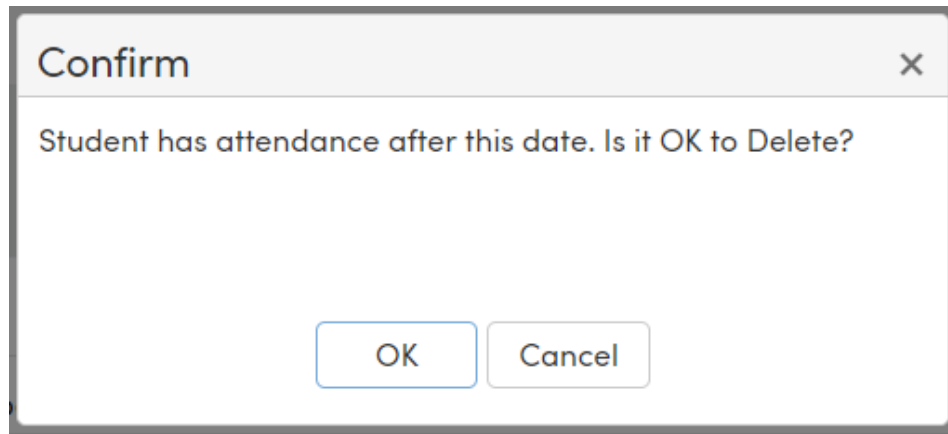 Confirm
Student has attendance after this date. Is it OK to Delete?
OK
Cancel